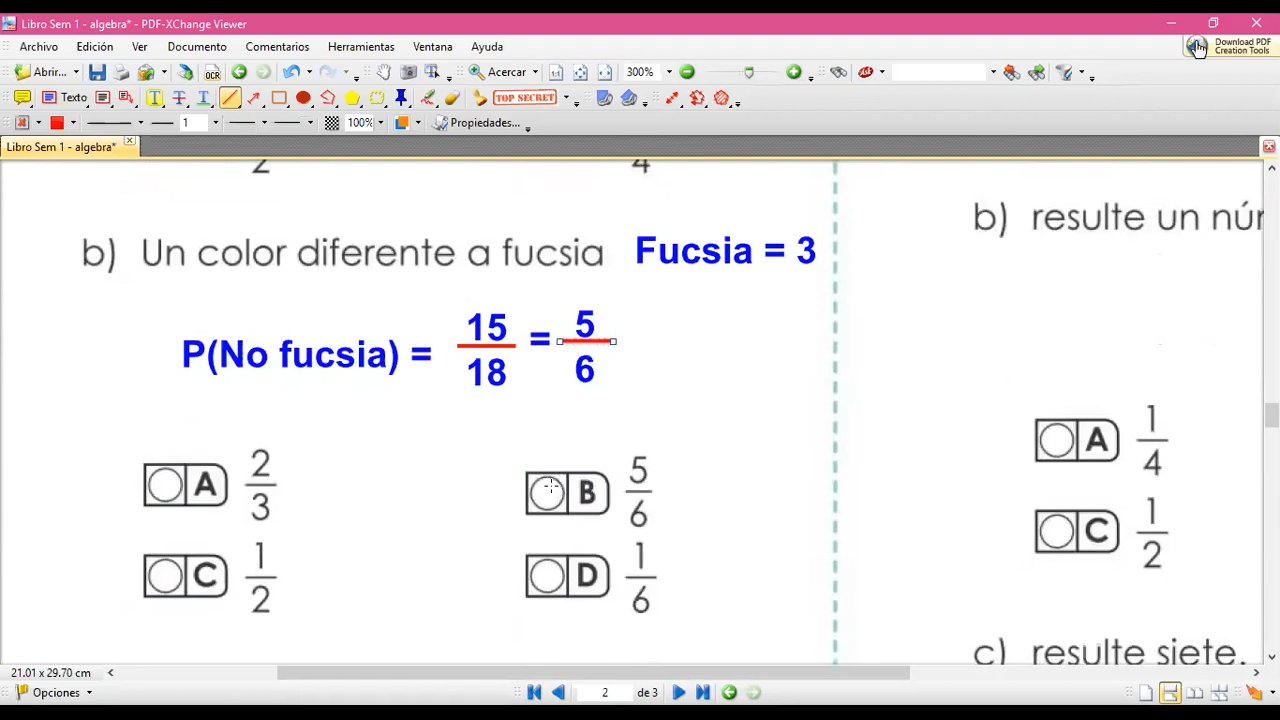 Libro Sem 1 - algebra* - PDF-XChange Viewer
Archivo Edición Ver Documento Comentarios Herramientas Ventana Ayuda
Download PDF
Creation Tools
Abrir... OCR Acercar 300%
Texto TOP SECRET
1 100% Propiedades...
Libro Sem 1 - algebra*
2 4
b) Un color diferente a fucsia Fucsia = 3
P(No fucsia) = 15/18 = 5/6
A 2/3
B 5/6
C 1/2
D 1/6
b) resulte un nú
A 1/4
C 1/2
c) resulte siete.
21.01 x 29.70 cm
Opciones 2 de 3